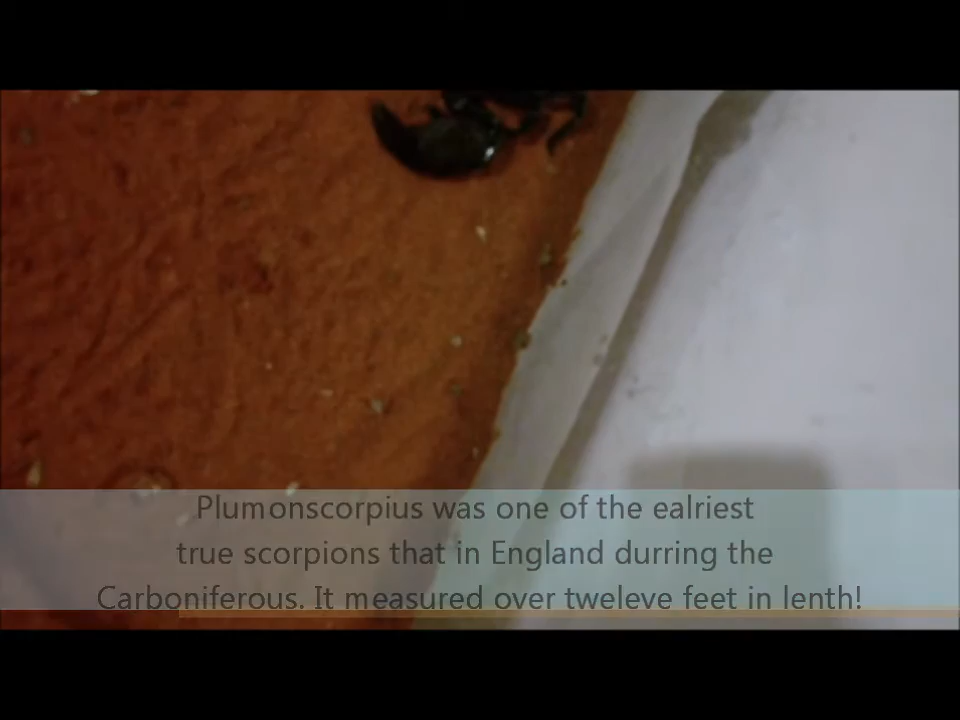 Plumonscorpius was one of the ealriest
true scorpions that in England durring the
Carboniferous. It measured over tweleve feet in lenth!